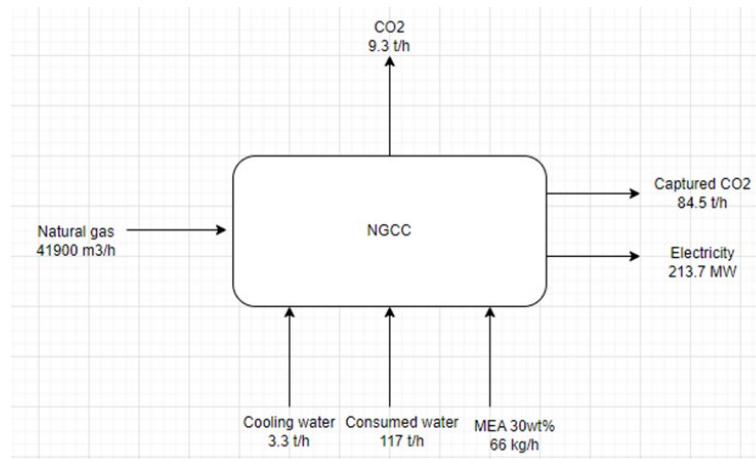 CO2
9.3 t/h
Captured CO2
84.5 t/h
Natural gas
41900 m3/h
NGCC
Electricity
213.7 MW
Cooling water
3.3 t/h
Consumed water
117 t/h
MEA 30wt%
66 kg/h